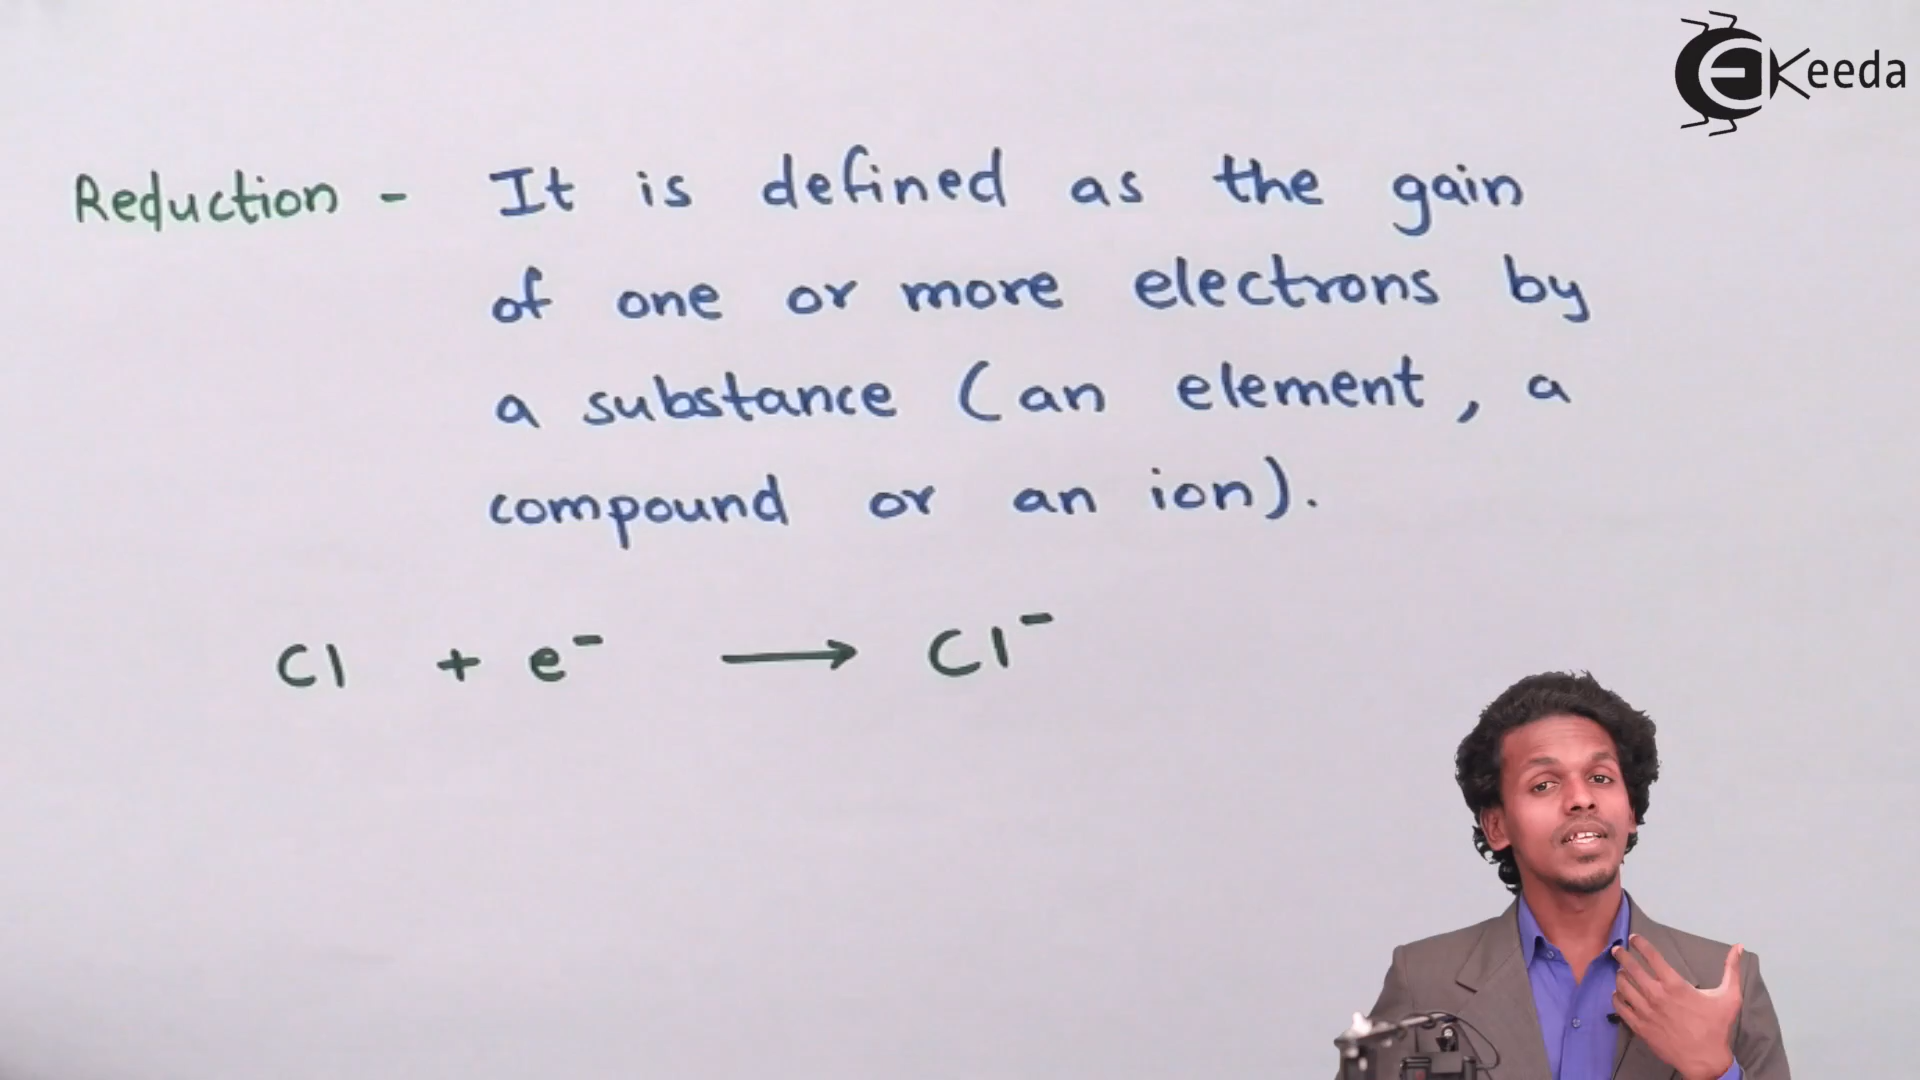 EKeeda
Reduction - It is defined as the gain
of one or more electrons by
a substance (an element, a
compound or an ion).
Cl + e⁻ ⟶ Cl⁻